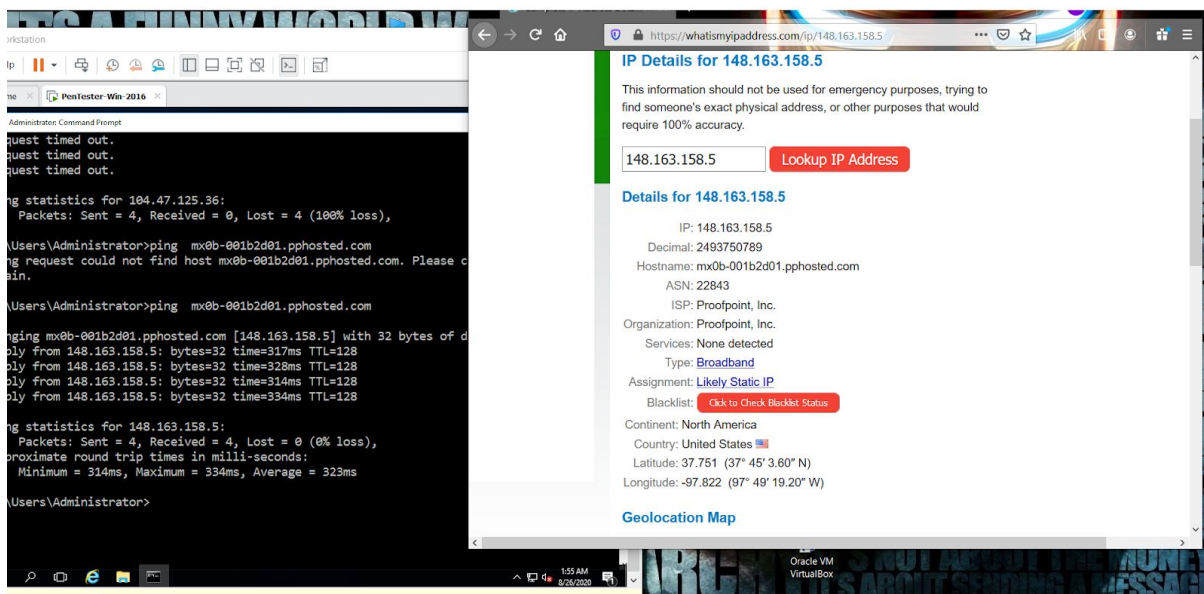 IT'S A FUNNY WORLD WE
orkstation
lp
me
PenTester-Win-2016
Administrator: Command Prompt
quest timed out.
quest timed out.
quest timed out.
ng statistics for 104.47.125.36:
Packets: Sent = 4, Received = 0, Lost = 4 (100% loss),
\Users\Administrator>ping mx0b-001b2d01.pphosted.com
ng request could not find host mx0b-001b2d01.pphosted.com. Please c
ain.
\Users\Administrator>ping mx0b-001b2d01.pphosted.com
nging mx0b-001b2d01.pphosted.com [148.163.158.5] with 32 bytes of d
ply from 148.163.158.5: bytes=32 time=317ms TTL=128
ply from 148.163.158.5: bytes=32 time=328ms TTL=128
ply from 148.163.158.5: bytes=32 time=314ms TTL=128
ply from 148.163.158.5: bytes=32 time=334ms TTL=128
ng statistics for 148.163.158.5:
Packets: Sent = 4, Received = 4, Lost = 0 (0% loss),
proximate round trip times in milli-seconds:
Minimum = 314ms, Maximum = 334ms, Average = 323ms
\Users\Administrator>
1:55 AM
8/26/2020
https://whatismyipaddress.com/ip/148.163.158.5
IP Details for 148.163.158.5
This information should not be used for emergency purposes, trying to
find someone's exact physical address, or other purposes that would
require 100% accuracy.
148.163.158.5 Lookup IP Address
Details for 148.163.158.5
IP: 148.163.158.5
Decimal: 2493750789
Hostname: mx0b-001b2d01.pphosted.com
ASN: 22843
ISP: Proofpoint, Inc.
Organization: Proofpoint, Inc.
Services: None detected
Type: Broadband
Assignment: Likely Static IP
Blacklist: Click to Check Blacklist Status
Continent: North America
Country: United States
Latitude: 37.751 (37° 45′ 3.60″ N)
Longitude: -97.822 (97° 49′ 19.20″ W)
Geolocation Map
Oracle VM
VirtualBox